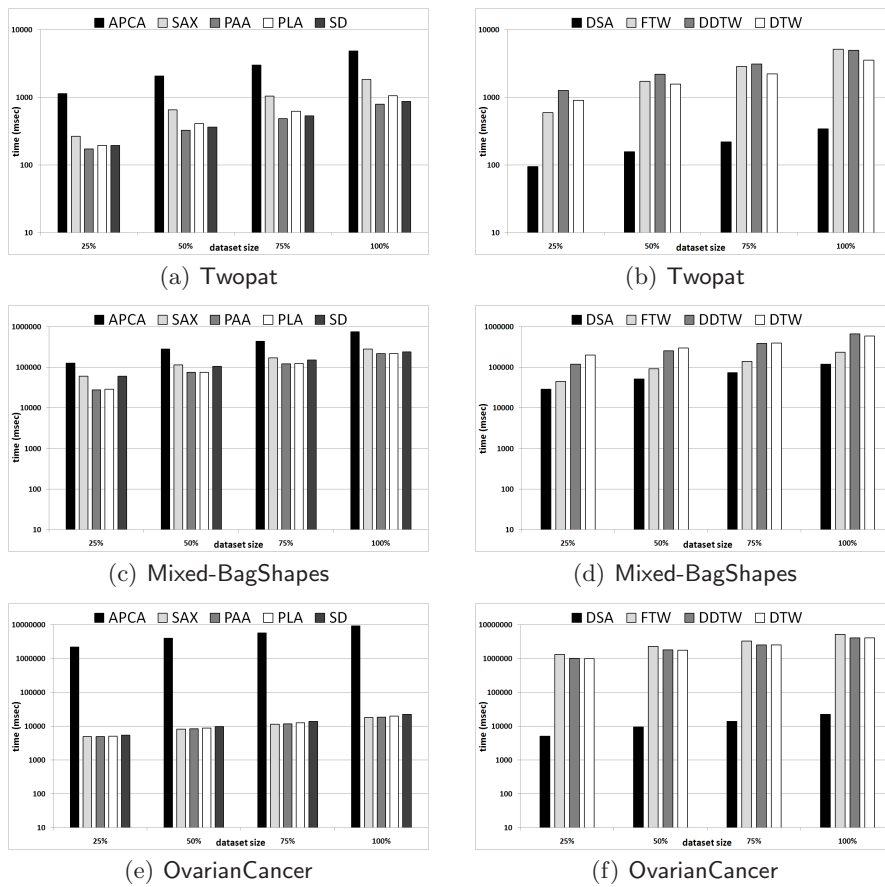 APCA SAX PAA PLA SD
10000
1000
100
10
time (msec)
25% 50% 75% 100%
dataset size
(a) Twopat
DSA FTW DDTW DTW
10000
1000
100
10
time (msec)
25% 50% 75% 100%
dataset size
(b) Twopat
APCA SAX PAA PLA SD
1000000
100000
10000
1000
100
10
time (msec)
25% 50% 75% 100%
dataset size
(c) Mixed-BagShapes
DSA FTW DDTW DTW
1000000
100000
10000
1000
100
10
time (msec)
25% 50% 75% 100%
dataset size
(d) Mixed-BagShapes
APCA SAX PAA PLA SD
10000000
1000000
100000
10000
1000
100
10
time (msec)
25% 50% 75% 100%
dataset size
(e) OvarianCancer
DSA FTW DDTW DTW
10000000
1000000
100000
10000
1000
100
10
time (msec)
25% 50% 75% 100%
dataset size
(f) OvarianCancer